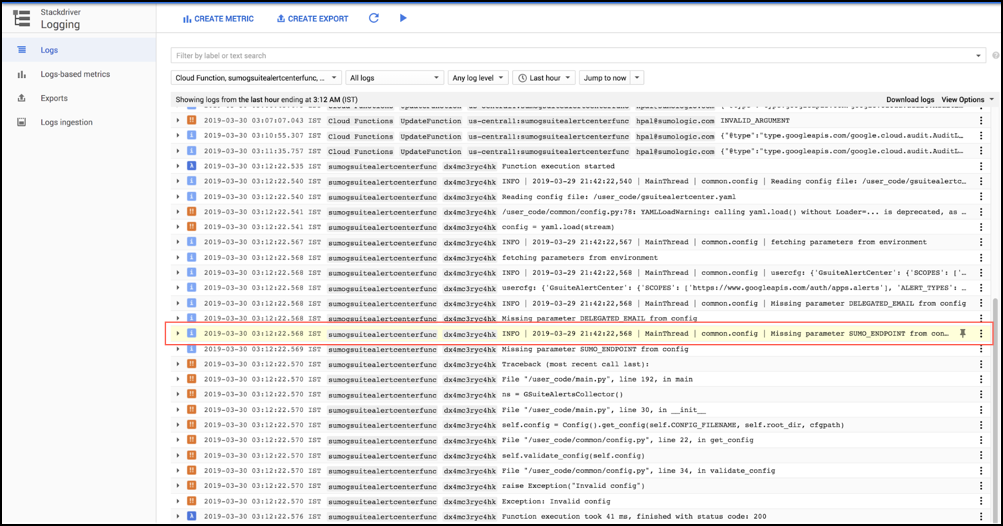 Stackdriver
Logging
CREATE METRIC CREATE EXPORT
Logs
Logs-based metrics
Exports
Logs ingestion
Filter by label or text search
Cloud Function, sumogsuitealertcenterfunc, ... All logs Any log level Last hour Jump to now
Showing logs from the last hour ending at 3:12 AM (IST) Download logs View Options
2019-03-30 03:07:07.043 IST Cloud Functions UpdateFunction us-central1:sumogsuitealertcenterfunc hpal@sumologic.com INVALID_ARGUMENT
2019-03-30 03:10:55.307 IST Cloud Functions UpdateFunction us-central1:sumogsuitealertcenterfunc hpal@sumologic.com {"@type":"type.googleapis.com/google.cloud.audit.AuditL…
2019-03-30 03:11:35.757 IST Cloud Functions UpdateFunction us-central1:sumogsuitealertcenterfunc hpal@sumologic.com {"@type":"type.googleapis.com/google.cloud.audit.AuditL…
2019-03-30 03:12:22.535 IST sumogsuitealertcenterfunc dx4mc3ryc4hk Function execution started
2019-03-30 03:12:22.540 IST sumogsuitealertcenterfunc dx4mc3ryc4hk INFO | 2019-03-29 21:42:22,540 | MainThread | common.config | Reading config file: /user_code/gsuitealertc…
2019-03-30 03:12:22.540 IST sumogsuitealertcenterfunc dx4mc3ryc4hk Reading config file: /user_code/gsuitealertcenter.yaml
2019-03-30 03:12:22.541 IST sumogsuitealertcenterfunc dx4mc3ryc4hk /user_code/common/config.py:78: YAMLLoadWarning: calling yaml.load() without Loader=... is deprecated, as …
2019-03-30 03:12:22.541 IST sumogsuitealertcenterfunc dx4mc3ryc4hk config = yaml.load(stream)
2019-03-30 03:12:22.567 IST sumogsuitealertcenterfunc dx4mc3ryc4hk INFO | 2019-03-29 21:42:22,567 | MainThread | common.config | fetching parameters from environment
2019-03-30 03:12:22.568 IST sumogsuitealertcenterfunc dx4mc3ryc4hk fetching parameters from environment
2019-03-30 03:12:22.568 IST sumogsuitealertcenterfunc dx4mc3ryc4hk INFO | 2019-03-29 21:42:22,568 | MainThread | common.config | usercfg: {'GsuiteAlertCenter': {'SCOPES': ['…
2019-03-30 03:12:22.568 IST sumogsuitealertcenterfunc dx4mc3ryc4hk usercfg: {'GsuiteAlertCenter': {'SCOPES': ['https://www.googleapis.com/auth/apps.alerts'], 'ALERT_TYPES': …
2019-03-30 03:12:22.568 IST sumogsuitealertcenterfunc dx4mc3ryc4hk INFO | 2019-03-29 21:42:22,568 | MainThread | common.config | Missing parameter DELEGATED_EMAIL from config
2019-03-30 03:12:22.568 IST sumogsuitealertcenterfunc dx4mc3ryc4hk Missing parameter DELEGATED_EMAIL from config
2019-03-30 03:12:22.568 IST sumogsuitealertcenterfunc dx4mc3ryc4hk INFO | 2019-03-29 21:42:22,568 | MainThread | common.config | Missing parameter SUMO_ENDPOINT from con…
2019-03-30 03:12:22.569 IST sumogsuitealertcenterfunc dx4mc3ryc4hk Missing parameter SUMO_ENDPOINT from config
2019-03-30 03:12:22.570 IST sumogsuitealertcenterfunc dx4mc3ryc4hk Traceback (most recent call last):
2019-03-30 03:12:22.570 IST sumogsuitealertcenterfunc dx4mc3ryc4hk File "/user_code/main.py", line 192, in main
2019-03-30 03:12:22.570 IST sumogsuitealertcenterfunc dx4mc3ryc4hk ns = GSuiteAlertsCollector()
2019-03-30 03:12:22.570 IST sumogsuitealertcenterfunc dx4mc3ryc4hk File "/user_code/main.py", line 30, in __init__
2019-03-30 03:12:22.570 IST sumogsuitealertcenterfunc dx4mc3ryc4hk self.config = Config().get_config(self.CONFIG_FILENAME, self.root_dir, cfgpath)
2019-03-30 03:12:22.570 IST sumogsuitealertcenterfunc dx4mc3ryc4hk File "/user_code/common/config.py", line 22, in get_config
2019-03-30 03:12:22.570 IST sumogsuitealertcenterfunc dx4mc3ryc4hk self.validate_config(self.config)
2019-03-30 03:12:22.570 IST sumogsuitealertcenterfunc dx4mc3ryc4hk File "/user_code/common/config.py", line 34, in validate_config
2019-03-30 03:12:22.570 IST sumogsuitealertcenterfunc dx4mc3ryc4hk raise Exception("Invalid config")
2019-03-30 03:12:22.570 IST sumogsuitealertcenterfunc dx4mc3ryc4hk Exception: Invalid config
2019-03-30 03:12:22.576 IST sumogsuitealertcenterfunc dx4mc3ryc4hk Function execution took 41 ms, finished with status code: 200